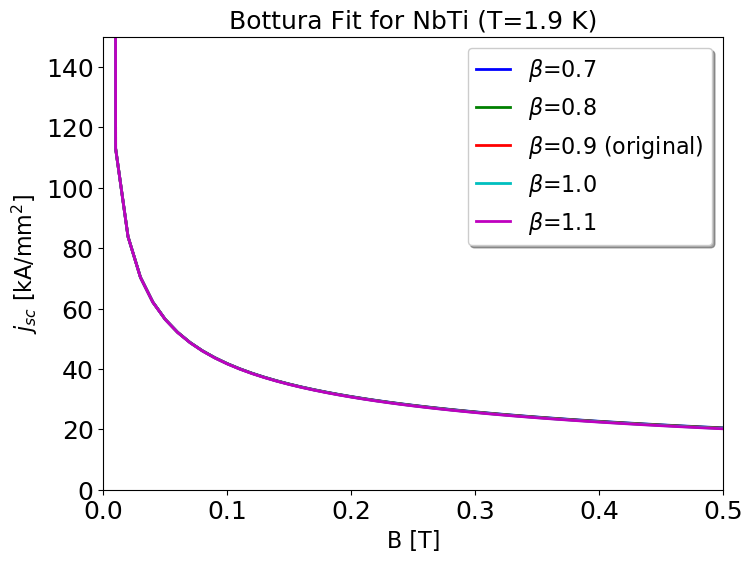 Bottura Fit for NbTi (T=1.9 K)
β=0.7
β=0.8
β=0.9 (original)
β=1.0
β=1.1
j_sc [kA/mm²]
140
120
100
80
60
40
20
0
0.0 0.1 0.2 0.3 0.4 0.5
B [T]